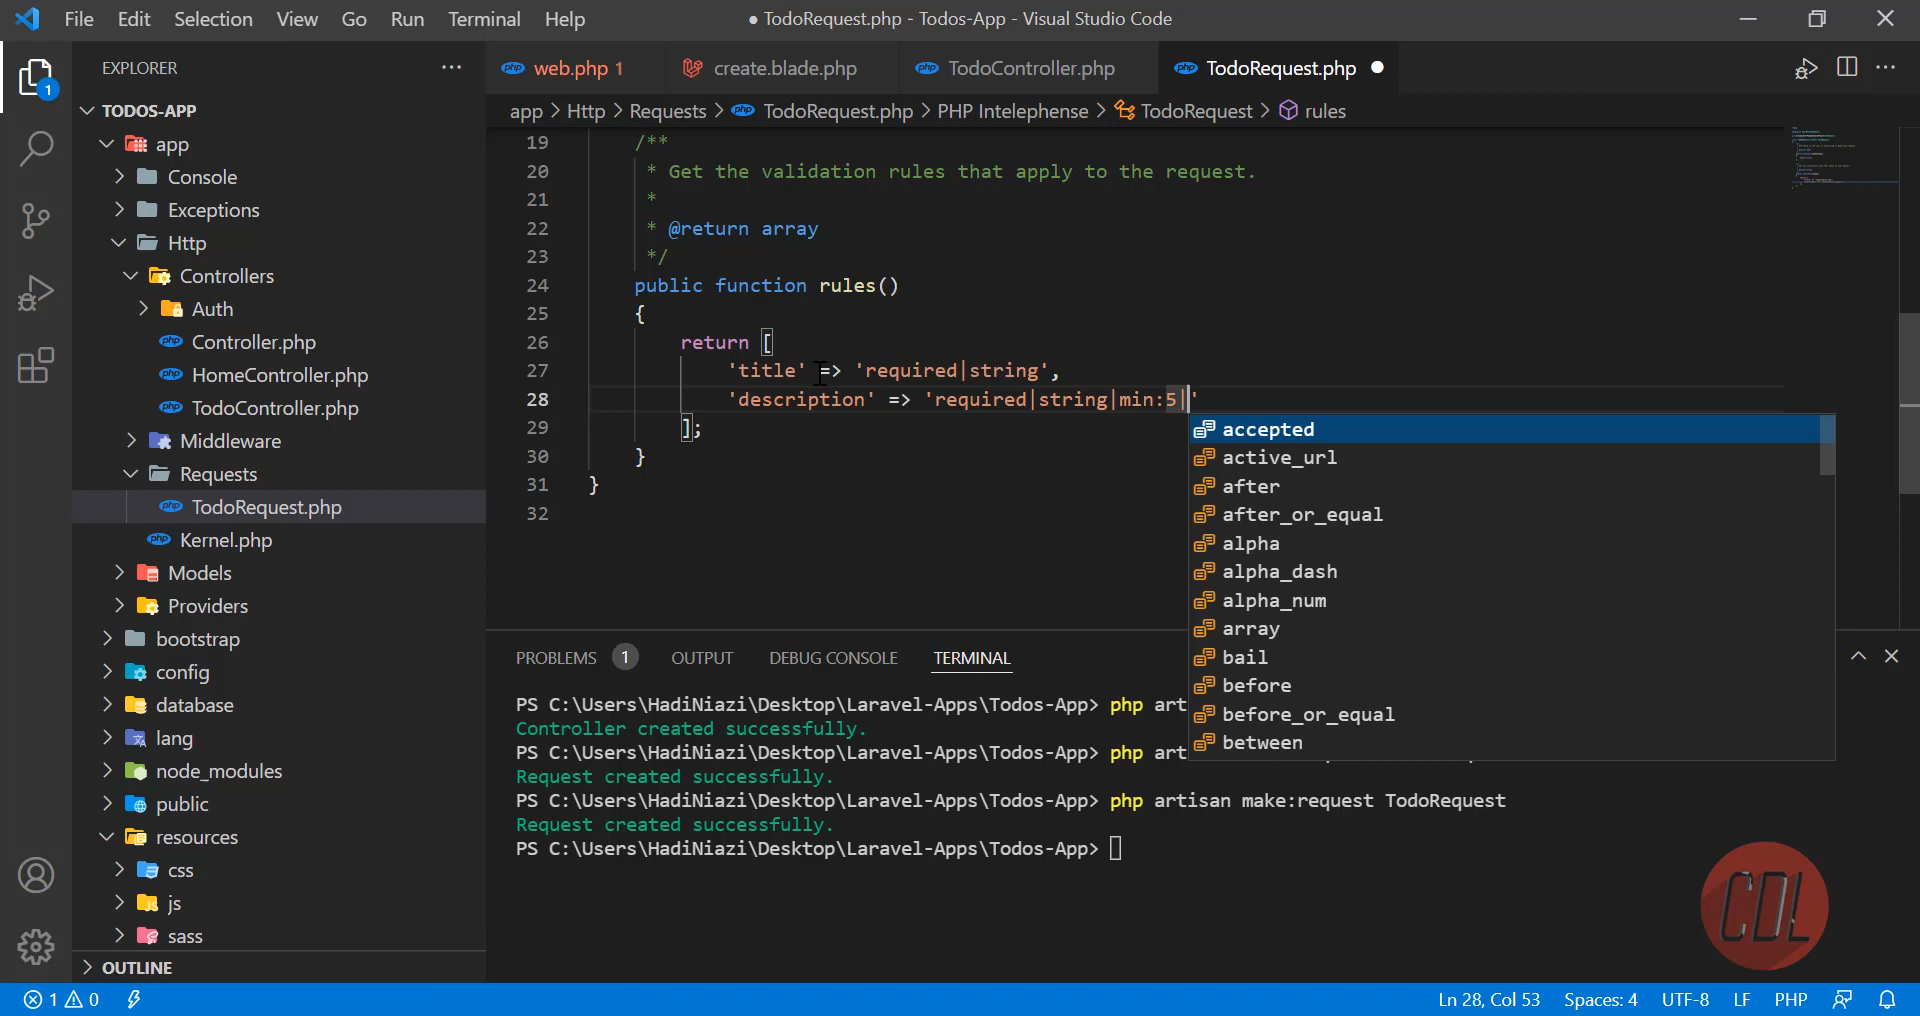 File Edit Selection View Go Run Terminal Help
● TodoRequest.php - Todos-App - Visual Studio Code
EXPLORER
web.php 1
create.blade.php
TodoController.php
TodoRequest.php
app > Http > Requests > TodoRequest.php > PHP Intelephense > TodoRequest > rules
TODOS-APP
app
Console
Exceptions
Http
Controllers
Auth
Controller.php
HomeController.php
TodoController.php
Middleware
Requests
TodoRequest.php
Kernel.php
Models
Providers
bootstrap
config
database
lang
node_modules
public
resources
css
js
sass
OUTLINE
1
19 /**
20 * Get the validation rules that apply to the request.
21 *
22 * @return array
23 */
24 public function rules()
25 {
26 return [
27 'title' => 'required|string',
28 'description' => 'required|string|min:5|'
29 ];
30 }
31 }
32
accepted
active_url
after
after_or_equal
alpha
alpha_dash
alpha_num
array
bail
before
before_or_equal
between
PROBLEMS 1 OUTPUT DEBUG CONSOLE TERMINAL
PS C:\Users\HadiNiazi\Desktop\Laravel-Apps\Todos-App> php art
Controller created successfully.
PS C:\Users\HadiNiazi\Desktop\Laravel-Apps\Todos-App> php art
Request created successfully.
PS C:\Users\HadiNiazi\Desktop\Laravel-Apps\Todos-App> php artisan make:request TodoRequest
Request created successfully.
PS C:\Users\HadiNiazi\Desktop\Laravel-Apps\Todos-App>
CDL
1 0
Ln 28, Col 53 Spaces: 4 UTF-8 LF PHP